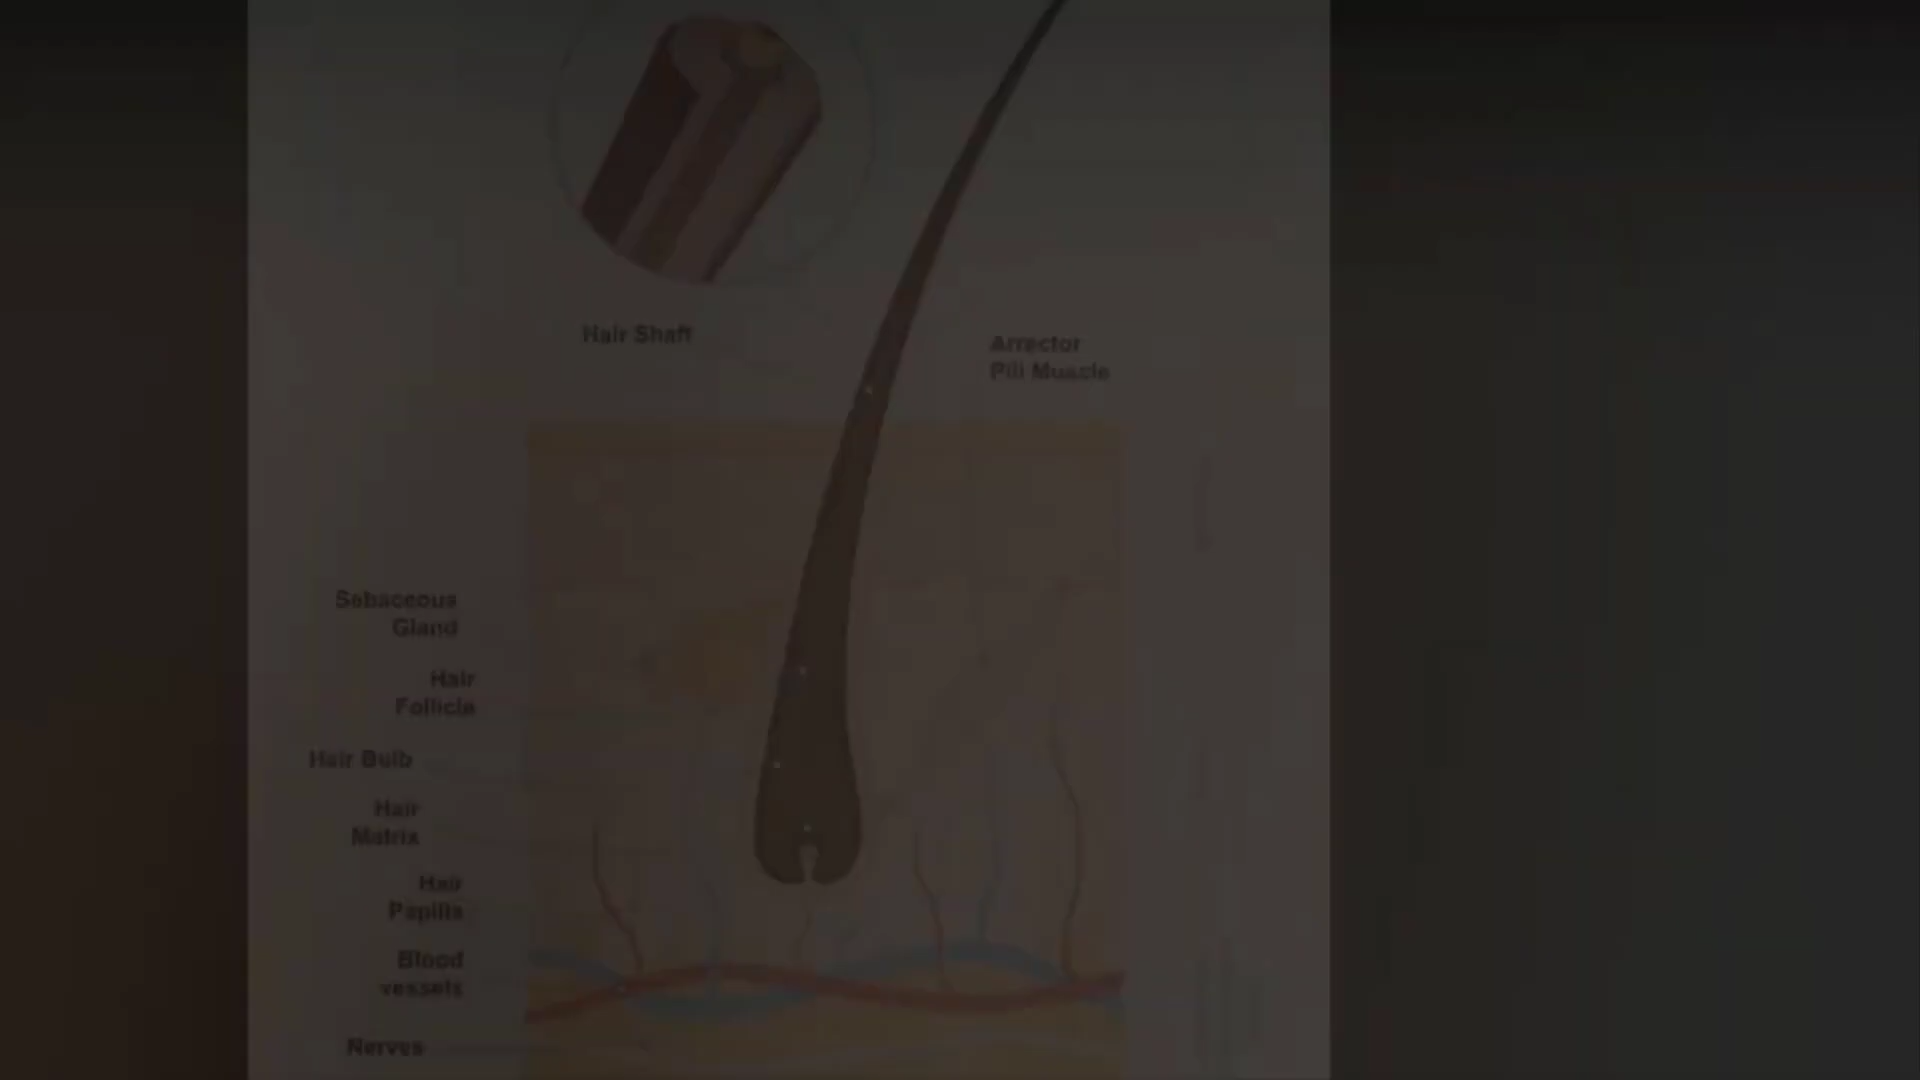 Hair Shaft
Arrector
Pili Muscle
Sebaceous
Gland
Hair
Follicle
Hair Bulb
Hair
Matrix
Hair
Papilla
Blood
vessels
Nerves